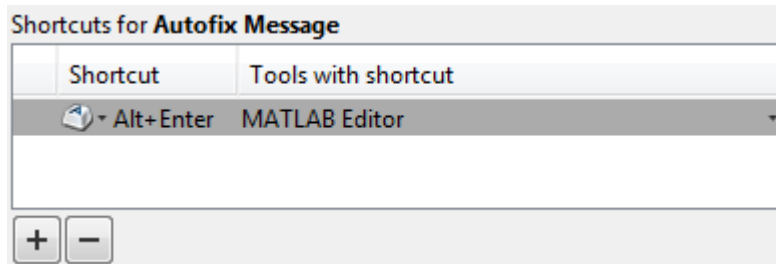 Shortcuts for Autofix Message
Shortcut Tools with shortcut
Alt+Enter MATLAB Editor
+ −